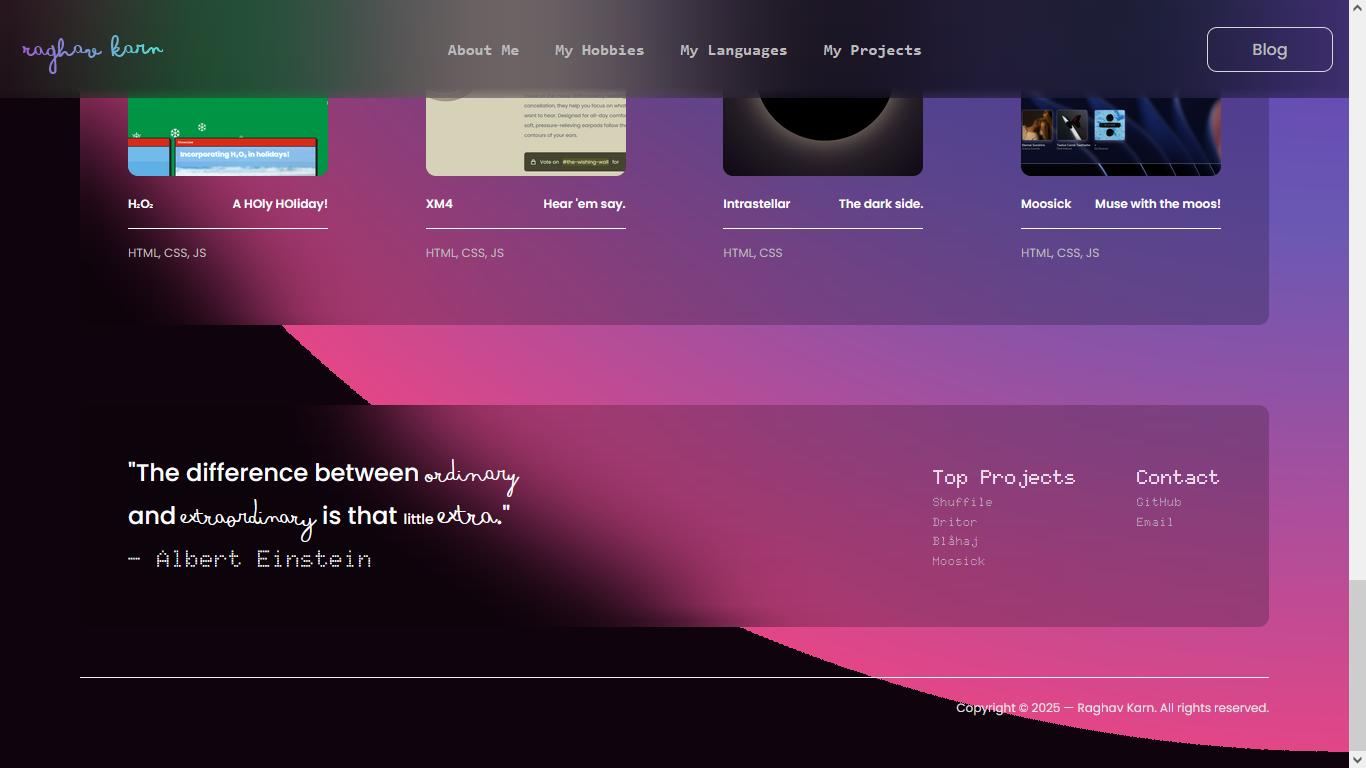 raghav karn
About Me My Hobbies My Languages My Projects
Blog
cancellation, they help you focus on what
want to hear. Designed for all-day comfo
soft, pressure-relieving earpads follow the
contours of your ears.
Showcase
Incorporating H₂O₂ in holidays!
Vote on #the-wishing-wall for
H₂O₂ A HOly HOliday!
HTML, CSS, JS
XM4 Hear 'em say.
HTML, CSS, JS
Intrastellar The dark side.
HTML, CSS
Moosick Muse with the moos!
HTML, CSS, JS
"The difference between ordinary
and extraordinary is that little extra."
— Albert Einstein
Top Projects
Shuffile
Dritor
Blåhaj
Moosick
Contact
GitHub
Email
Copyright © 2025 — Raghav Karn. All rights reserved.